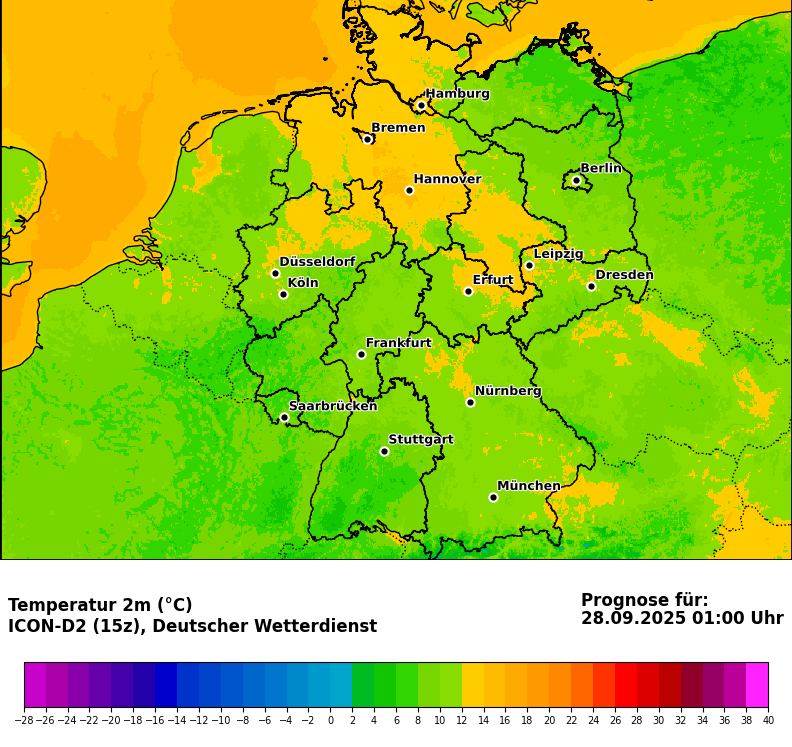 Hamburg
Bremen
Berlin
Hannover
Leipzig
Düsseldorf
Dresden
Köln
Erfurt
Frankfurt
Nürnberg
Saarbrücken
Stuttgart
München
Temperatur 2m (°C)
ICON-D2 (15z), Deutscher Wetterdienst
Prognose für:
28.09.2025 01:00 Uhr
−28 −26 −24 −22 −20 −18 −16 −14 −12 −10 −8 −6 −4 −2 0 2 4 6 8 10 12 14 16 18 20 22 24 26 28 30 32 34 36 38 40